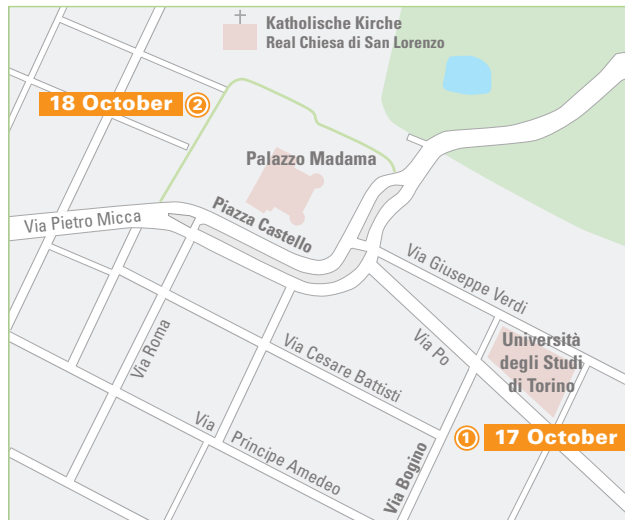 Katholische Kirche
Real Chiesa di San Lorenzo
18 October 2
Palazzo Madama
Piazza Castello
Via Pietro Micca
Via Giuseppe Verdi
Via Roma
Via Cesare Battisti
Via Po
Università
degli Studi
di Torino
Via
Principe Amedeo
Via Bogino
1 17 October